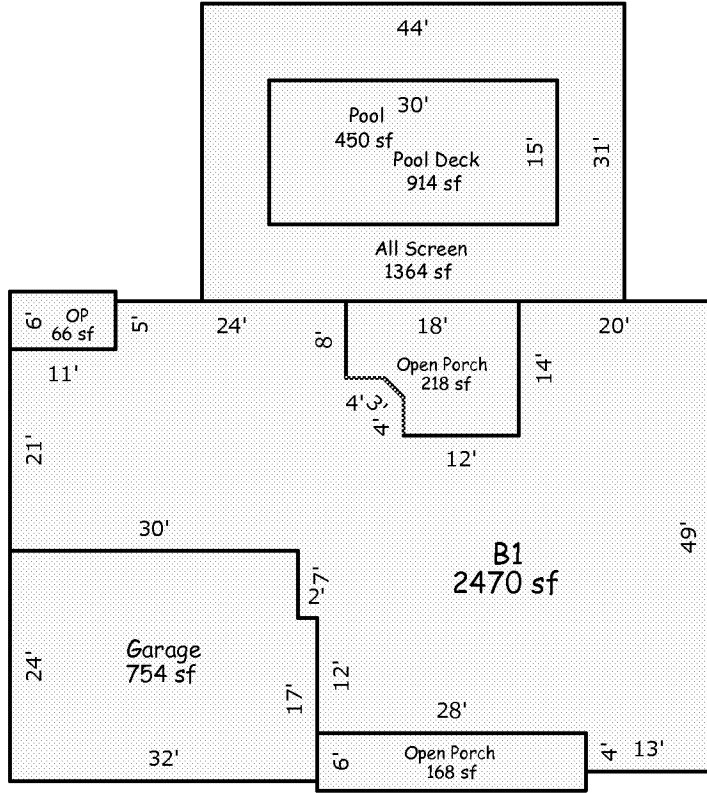 44'
30'
Pool
450 sf
Pool Deck
914 sf
15'
31'
All Screen
1364 sf
6'
OP
66 sf
5'
24'
18'
20'
8'
11'
Open Porch
218 sf
14'
4'
3'
4'
12'
21'
30'
49'
B1
2470 sf
7'
2'
Garage
754 sf
24'
12'
17'
28'
32'
6'
Open Porch
168 sf
4'
13'